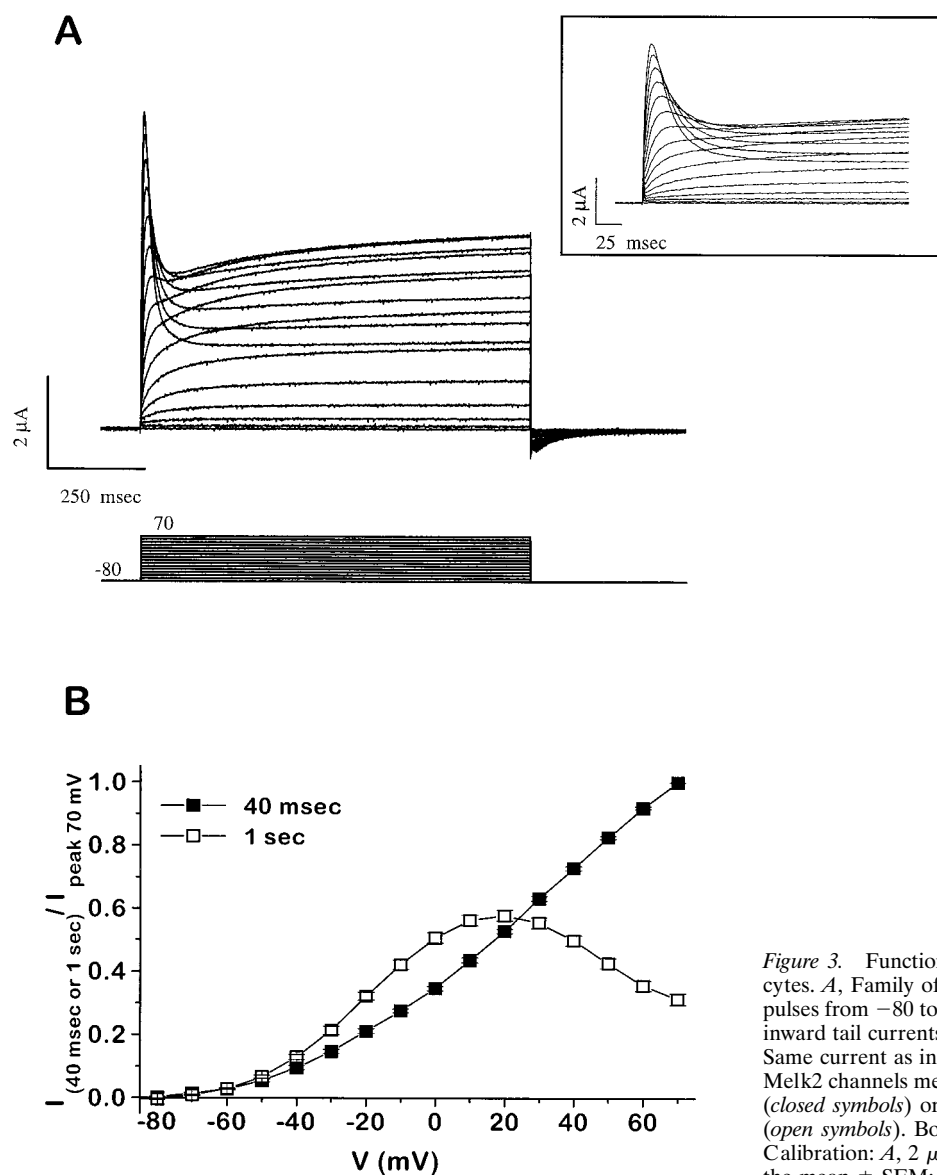 A
2 μA
25 msec
2 μA
250 msec
70
-80
B
I (40 msec or 1 sec) / I peak 70 mV
1.0
0.8
0.6
0.4
0.2
0.0
40 msec
1 sec
-80 -60 -40 -20 0 20 40 60
V (mV)
Figure 3. Function
cytes. A, Family of
pulses from −80 to
inward tail currents
Same current as in
Melk2 channels me
(closed symbols) or
(open symbols). Bo
Calibration: A, 2 μ
the mean ± SEM;